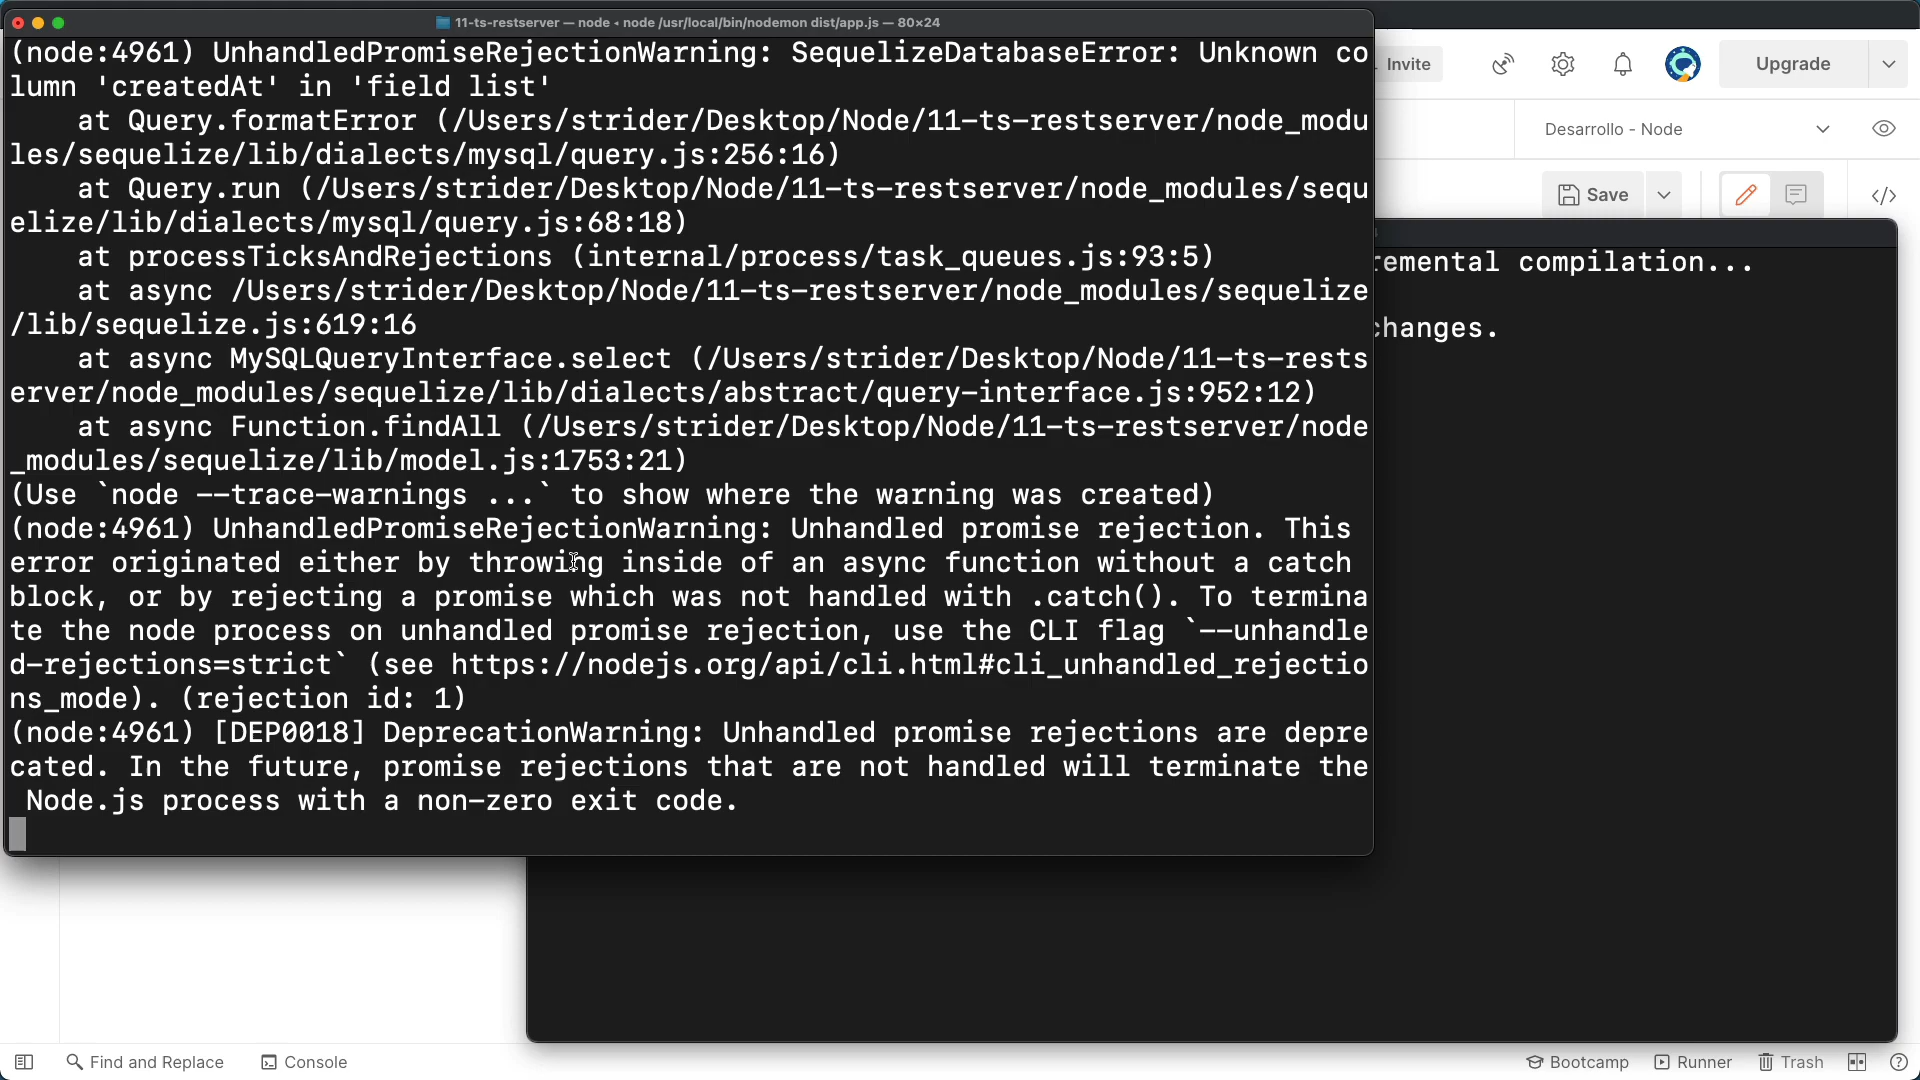 11-ts-restserver — node ◂ node /usr/local/bin/nodemon dist/app.js — 80×24
(node:4961) UnhandledPromiseRejectionWarning: SequelizeDatabaseError: Unknown co
lumn 'createdAt' in 'field list'
    at Query.formatError (/Users/strider/Desktop/Node/11-ts-restserver/node_modu
les/sequelize/lib/dialects/mysql/query.js:256:16)
    at Query.run (/Users/strider/Desktop/Node/11-ts-restserver/node_modules/sequ
elize/lib/dialects/mysql/query.js:68:18)
    at processTicksAndRejections (internal/process/task_queues.js:93:5)
    at async /Users/strider/Desktop/Node/11-ts-restserver/node_modules/sequelize
/lib/sequelize.js:619:16
    at async MySQLQueryInterface.select (/Users/strider/Desktop/Node/11-ts-rests
erver/node_modules/sequelize/lib/dialects/abstract/query-interface.js:952:12)
    at async Function.findAll (/Users/strider/Desktop/Node/11-ts-restserver/node
_modules/sequelize/lib/model.js:1753:21)
(Use `node --trace-warnings ...` to show where the warning was created)
(node:4961) UnhandledPromiseRejectionWarning: Unhandled promise rejection. This
error originated either by throwing inside of an async function without a catch
block, or by rejecting a promise which was not handled with .catch(). To termina
te the node process on unhandled promise rejection, use the CLI flag `--unhandle
d-rejections=strict` (see https://nodejs.org/api/cli.html#cli_unhandled_rejectio
ns_mode). (rejection id: 1)
(node:4961) [DEP0018] DeprecationWarning: Unhandled promise rejections are depre
cated. In the future, promise rejections that are not handled will terminate the
 Node.js process with a non-zero exit code.
Invite
Upgrade
Desarrollo - Node
Save
</>
remental compilation...
changes.
Find and Replace
Console
Bootcamp
Runner
Trash